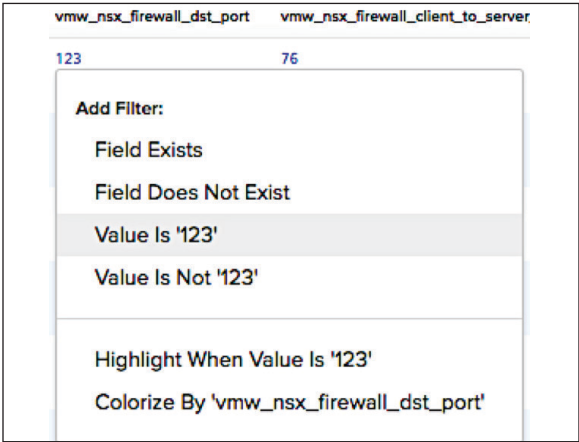 vmw_nsx_firewall_dst_port vmw_nsx_firewall_client_to_server
123 76
Add Filter:
Field Exists
Field Does Not Exist
Value Is '123'
Value Is Not '123'
Highlight When Value Is '123'
Colorize By 'vmw_nsx_firewall_dst_port'